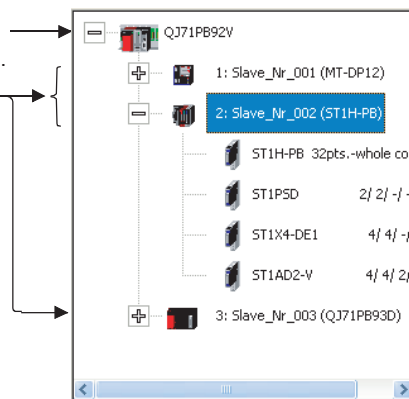 QJ71PB92V
1: Slave_Nr_001 (MT-DP12)
2: Slave_Nr_002 (ST1H-PB)
ST1H-PB 32pts.-whole co
ST1PSD 2/ 2/ -/ -
ST1X4-DE1 4/ 4/ -/
ST1AD2-V 4/ 4/ 2/
3: Slave_Nr_003 (QJ71PB93D)